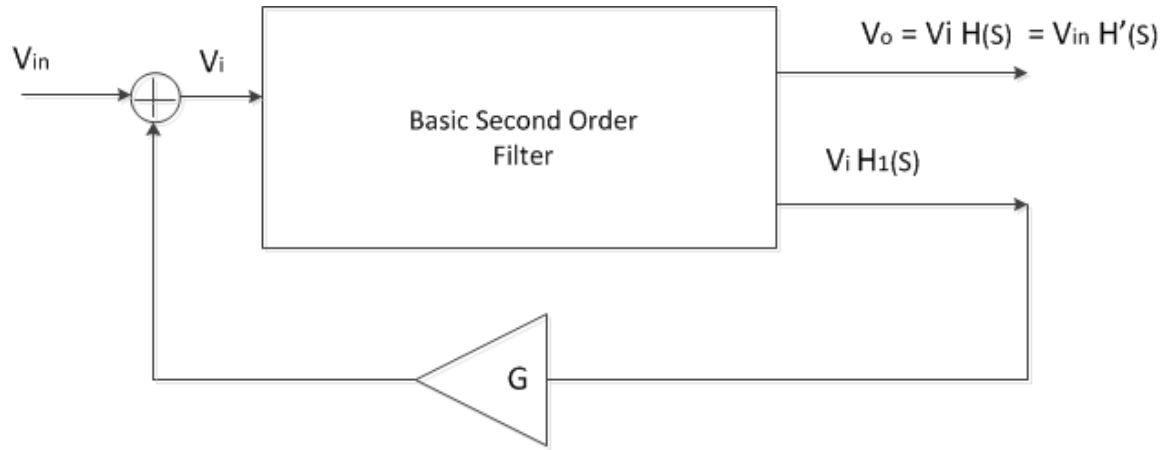 Vin
Vi
Basic Second Order
Filter
Vo = Vi H(S) = Vin H'(S)
Vi H1(S)
G